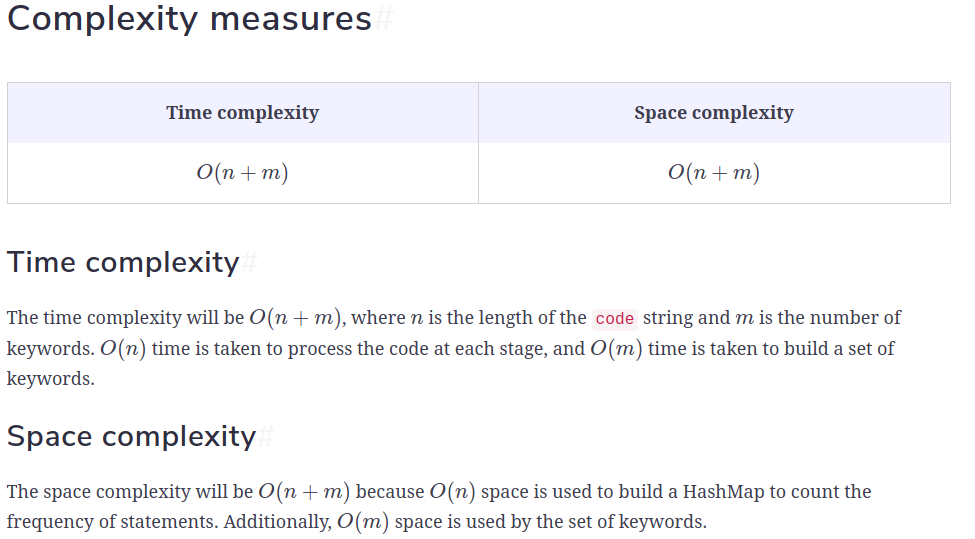 Complexity measures#
Time complexity Space complexity
O(n + m) O(n + m)
Time complexity#
The time complexity will be O(n + m), where n is the length of the code string and m is the number of
keywords. O(n) time is taken to process the code at each stage, and O(m) time is taken to build a set of
keywords.
Space complexity#
The space complexity will be O(n + m) because O(n) space is used to build a HashMap to count the
frequency of statements. Additionally, O(m) space is used by the set of keywords.